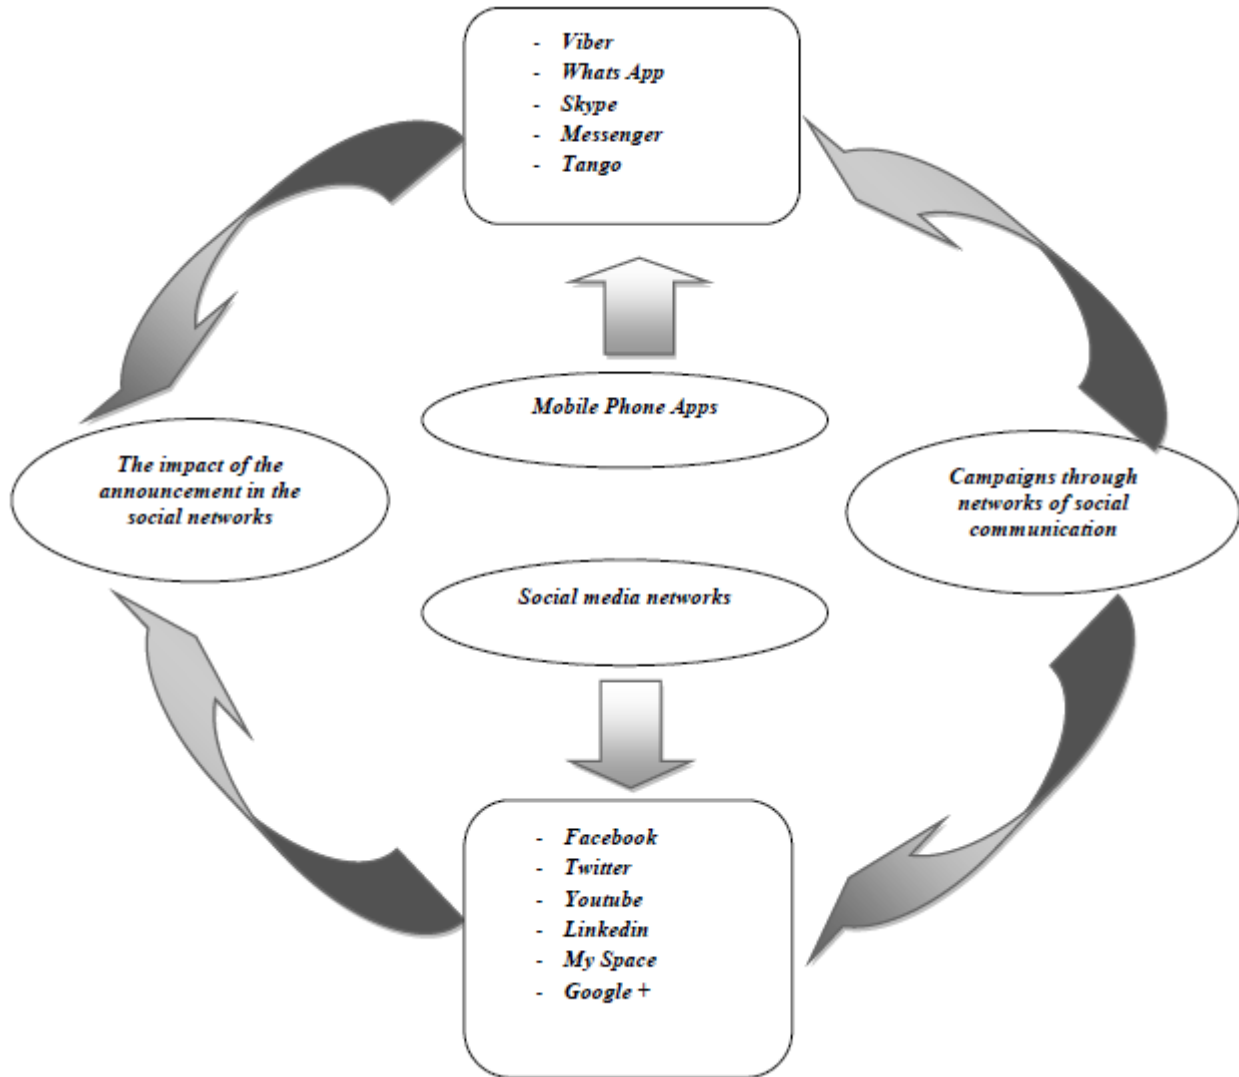 - Viber
- Whats App
- Skype
- Messenger
- Tango
Mobile Phone Apps
The impact of the
announcement in the
social networks
Campaigns through
networks of social
communication
Social media networks
- Facebook
- Twitter
- Youtube
- Linkedin
- My Space
- Google +